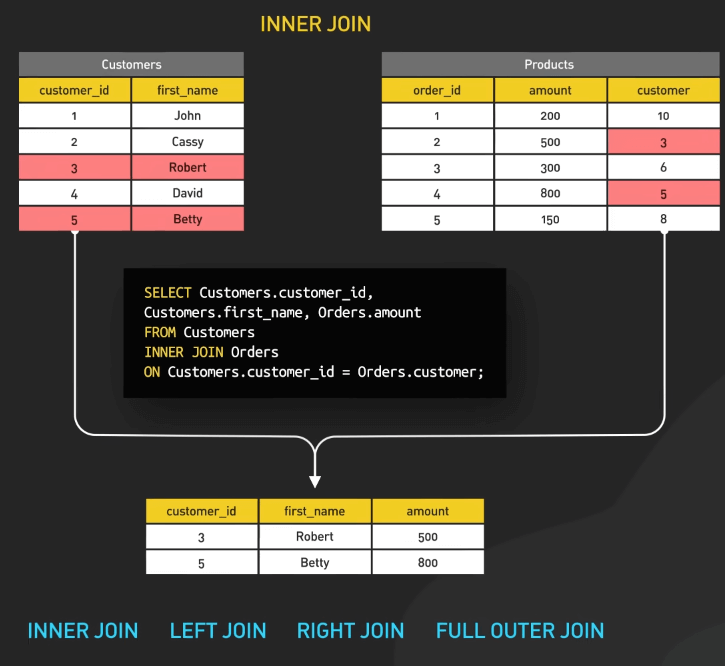 INNER JOIN
Customers
customer_id first_name
1 John
2 Cassy
3 Robert
4 David
5 Betty
Products
order_id amount customer
1 200 10
2 500 3
3 300 6
4 800 5
5 150 8
SELECT Customers.customer_id,
Customers.first_name, Orders.amount
FROM Customers
INNER JOIN Orders
ON Customers.customer_id = Orders.customer;
customer_id first_name amount
3 Robert 500
5 Betty 800
INNER JOIN LEFT JOIN RIGHT JOIN FULL OUTER JOIN